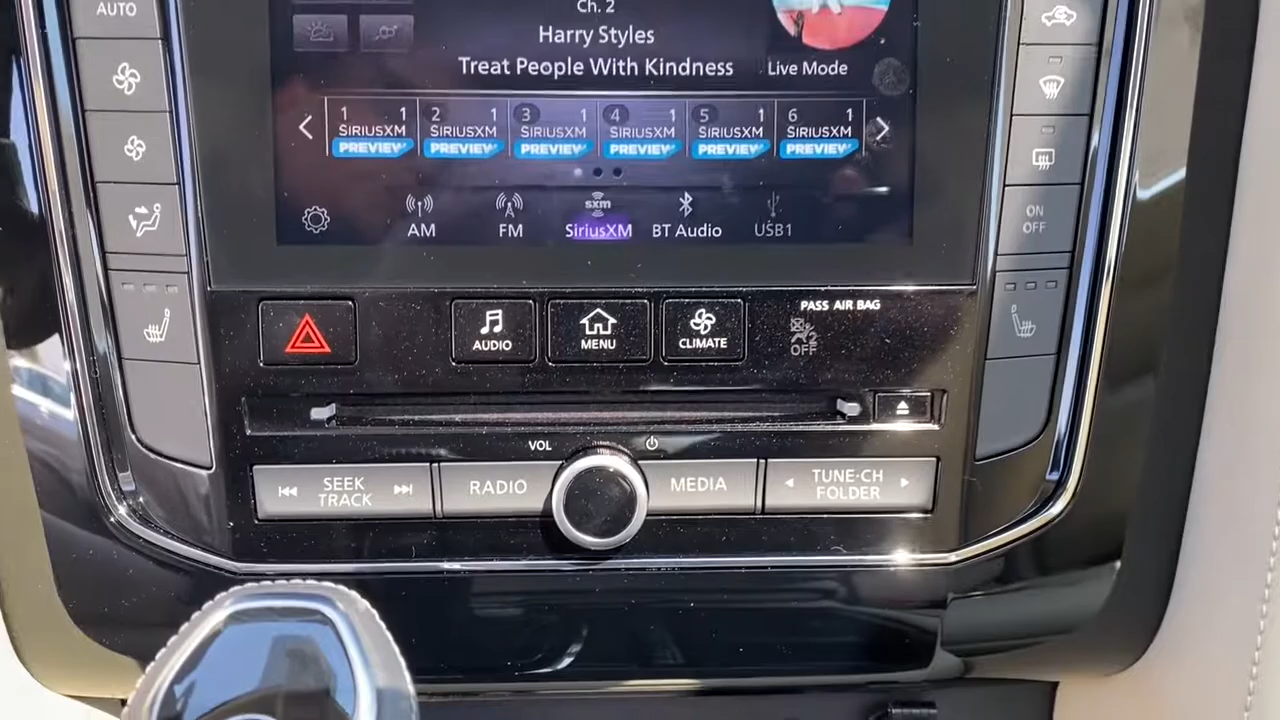 AUTO
Ch. 2
Harry Styles
Treat People With Kindness
Live Mode
1 1 2 1 3 1 4 1 5 1 6 1
SIRIUSXM SIRIUSXM SIRIUSXM SIRIUSXM SIRIUSXM SIRIUSXM
PREVIEW PREVIEW PREVIEW PREVIEW PREVIEW PREVIEW
sxm
AM FM SiriusXM BT Audio USB1
ON
OFF
PASS AIR BAG
AUDIO MENU CLIMATE
2
OFF
VOL
SEEK
TRACK
RADIO
MEDIA
TUNE·CH
FOLDER